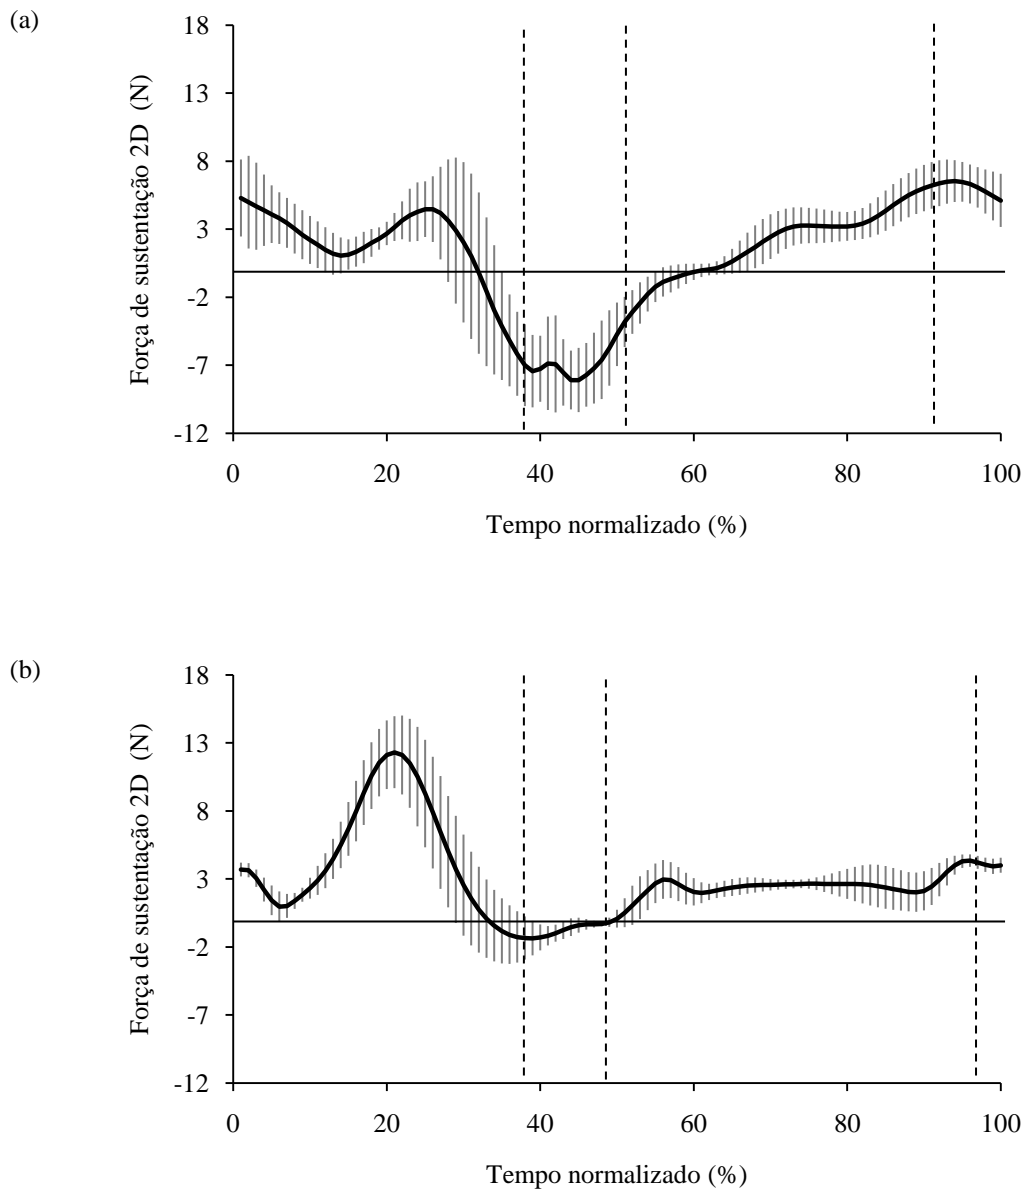 (a)
Força de sustentação 2D (N)
18
13
8
3
-2
-7
-12
0 20 40 60 80 100
Tempo normalizado (%)
(b)
Força de sustentação 2D (N)
18
13
8
3
-2
-7
-12
0 20 40 60 80 100
Tempo normalizado (%)